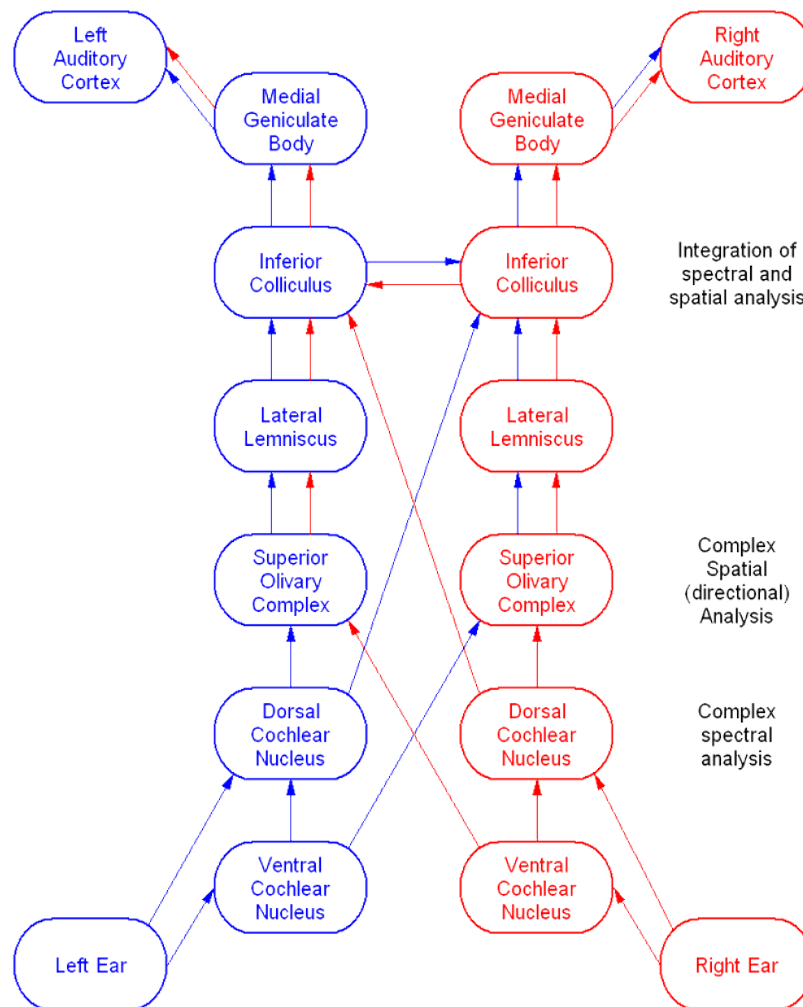 Left
Auditory
Cortex
Right
Auditory
Cortex
Medial
Geniculate
Body
Medial
Geniculate
Body
Inferior
Colliculus
Inferior
Colliculus
Integration of
spectral and
spatial analysis
Lateral
Lemniscus
Lateral
Lemniscus
Superior
Olivary
Complex
Superior
Olivary
Complex
Complex
Spatial
(directional)
Analysis
Dorsal
Cochlear
Nucleus
Dorsal
Cochlear
Nucleus
Complex
spectral
analysis
Ventral
Cochlear
Nucleus
Ventral
Cochlear
Nucleus
Left Ear
Right Ear